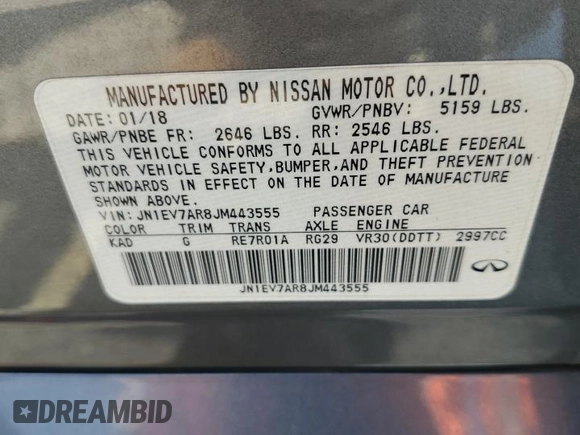 MANUFACTURED BY NISSAN MOTOR CO.,LTD.
DATE: 01/18 GVWR/PNBV: 5159 LBS.
GAWR/PNBE FR: 2646 LBS. RR: 2546 LBS.
THIS VEHICLE CONFORMS TO ALL APPLICABLE FEDERAL
MOTOR VEHICLE SAFETY,BUMPER,AND THEFT PREVENTION
STANDARDS IN EFFECT ON THE DATE OF MANUFACTURE
SHOWN ABOVE.
VIN: JN1EV7AR8JM443555 PASSENGER CAR
COLOR TRIM TRANS AXLE ENGINE
KAD G RE7R01A RG29 VR30(DDTT) 2997CC
JN1EV7AR8JM443555
DREAMBID